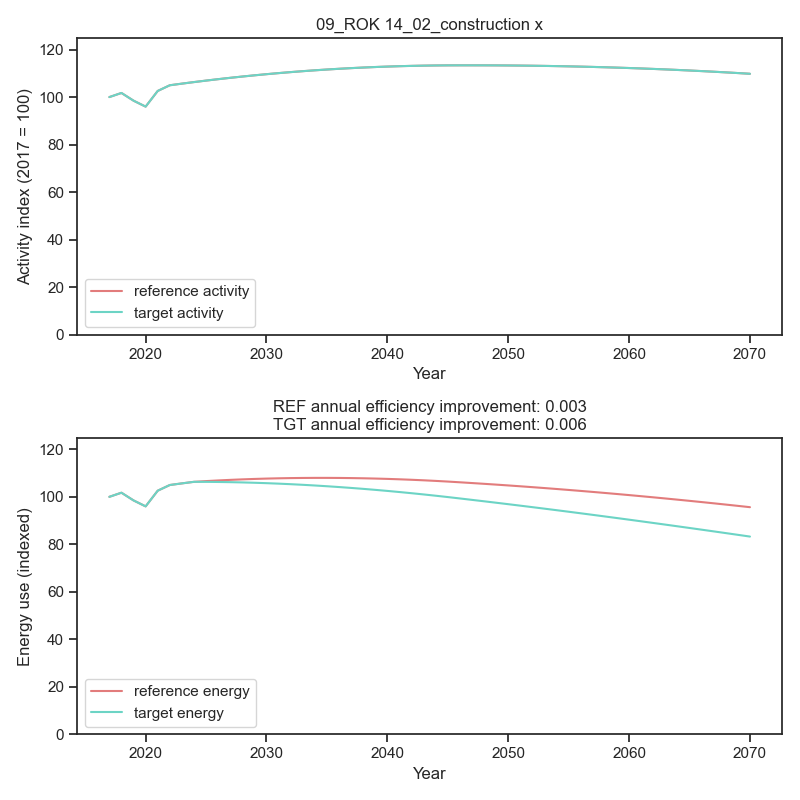 09_ROK 14_02_construction x
120
100
80
60
40
20
0
Activity index (2017 = 100)
reference activity
target activity
2020 2030 2040 2050 2060 2070
Year
REF annual efficiency improvement: 0.003
TGT annual efficiency improvement: 0.006
120
100
80
60
40
20
0
Energy use (indexed)
reference energy
target energy
2020 2030 2040 2050 2060 2070
Year